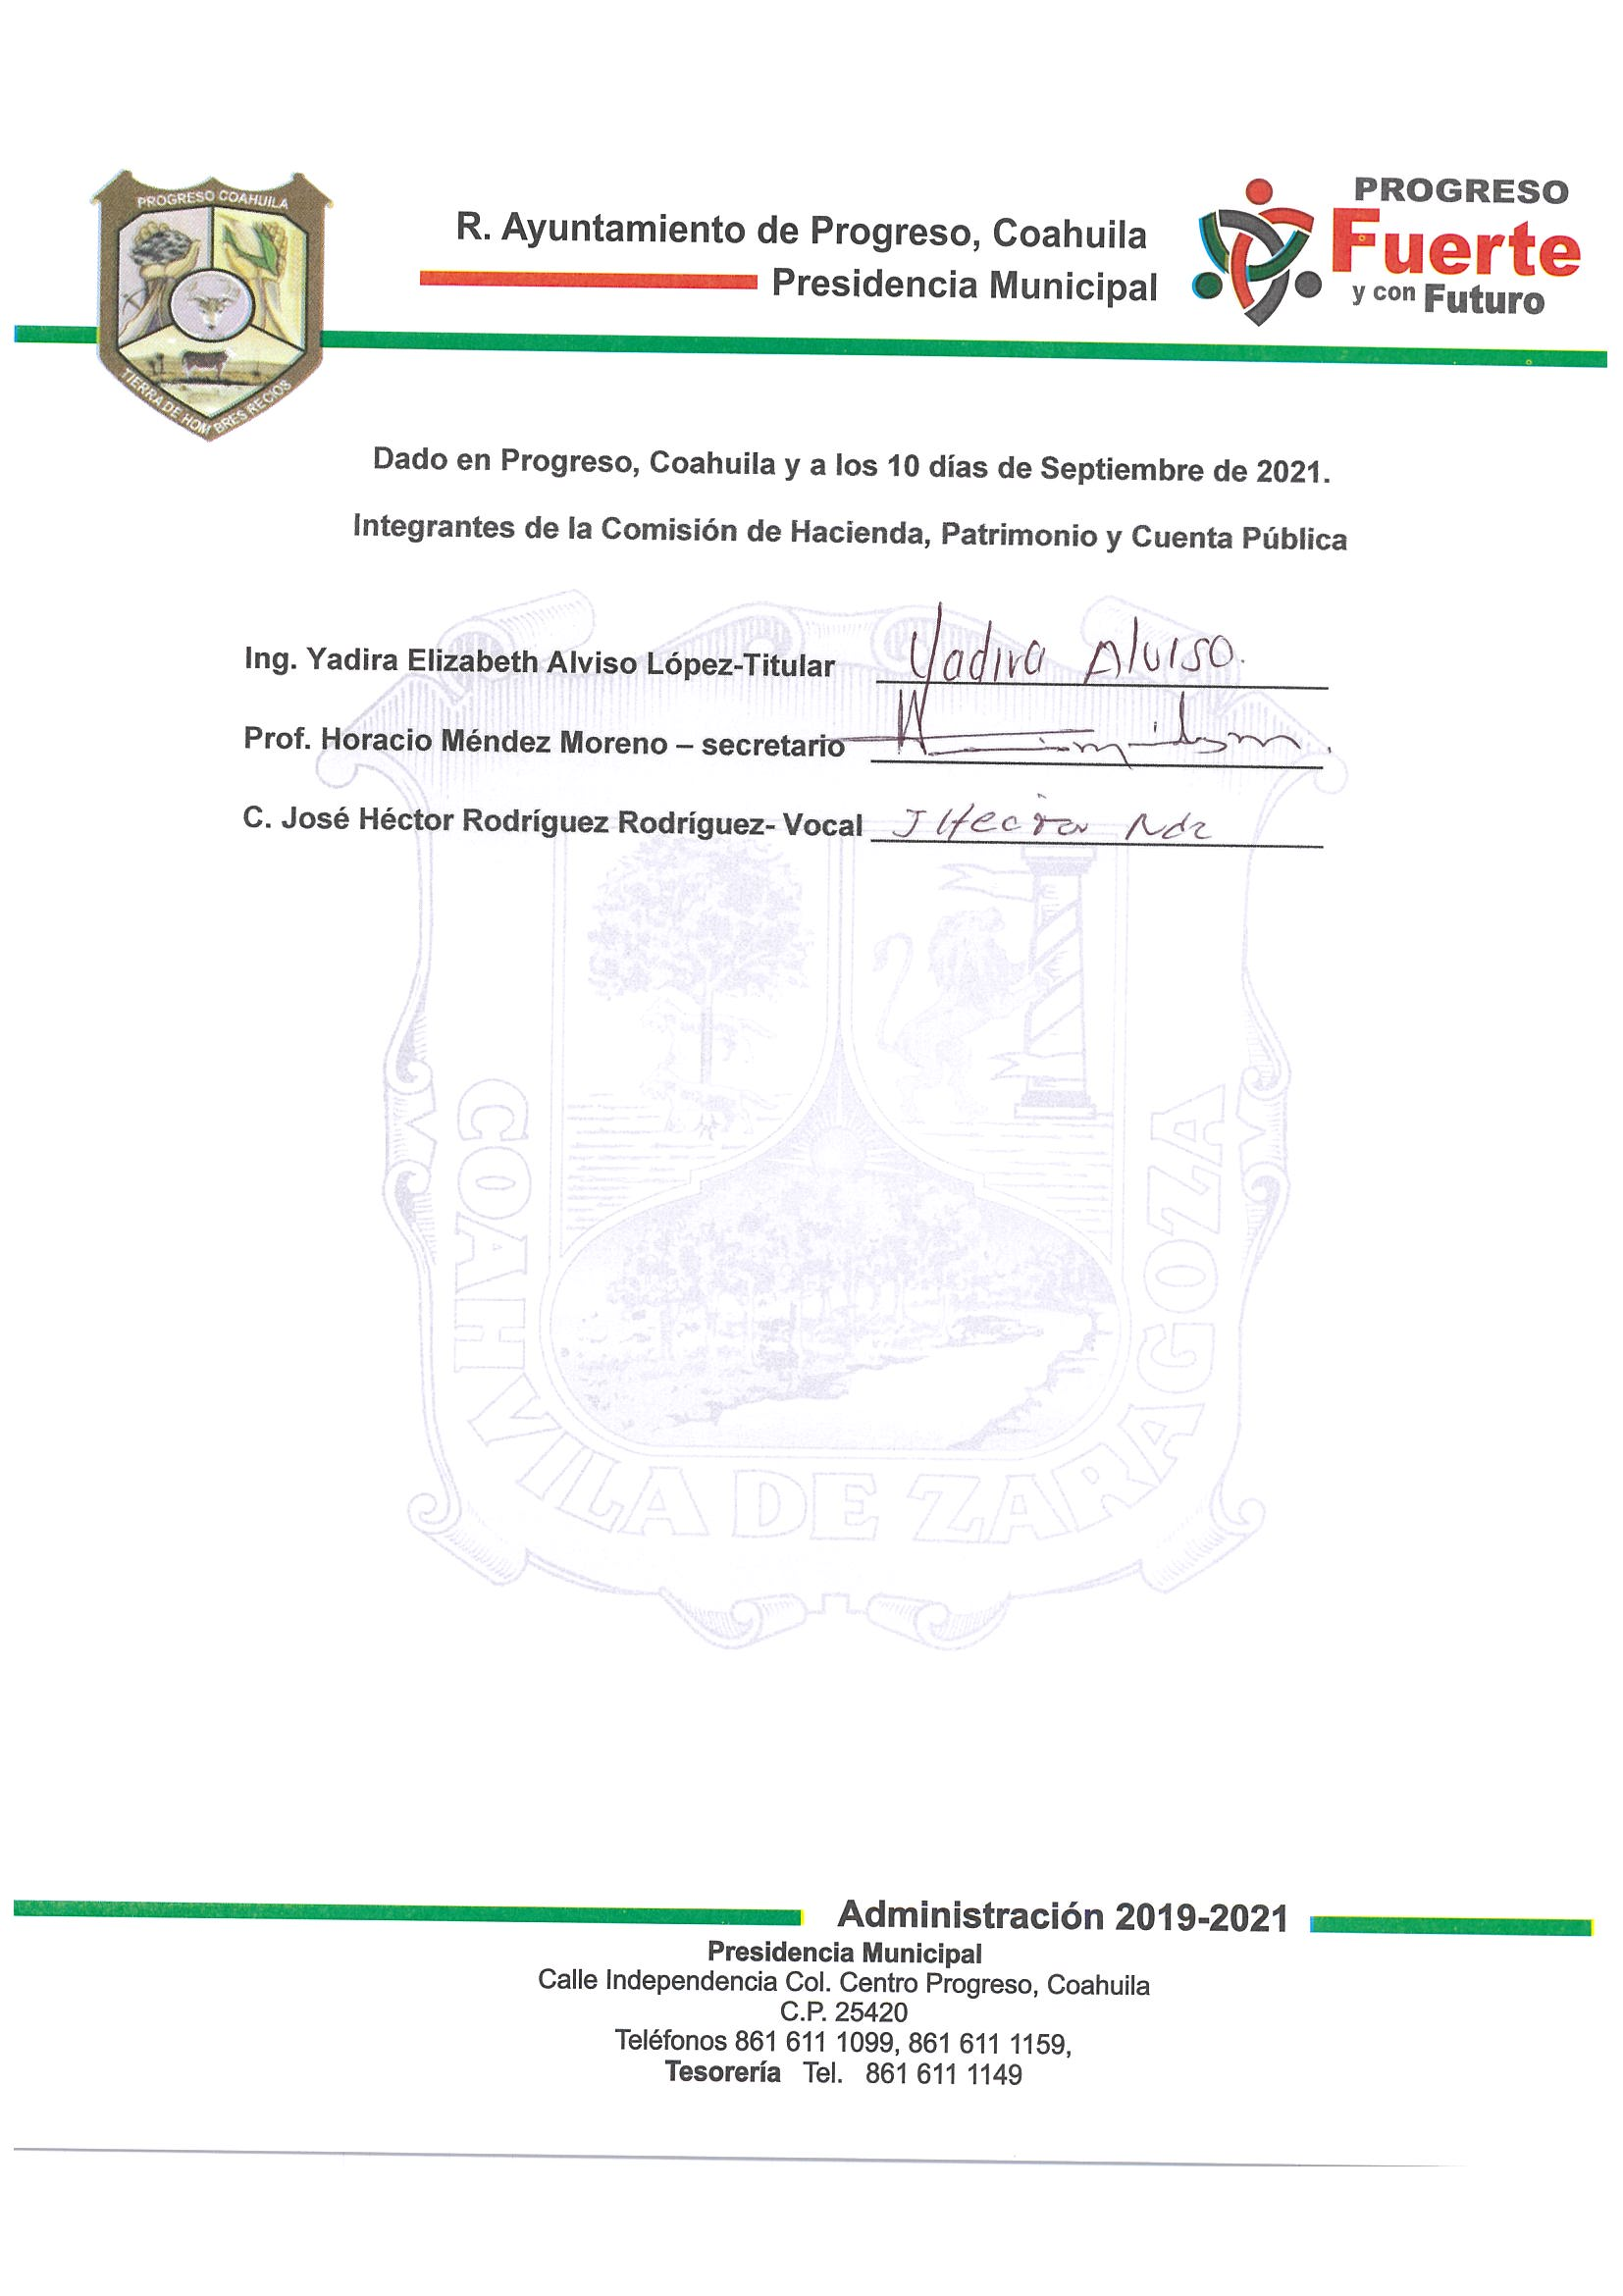 PROGRESO COAHUILA
TIERRA DE HOMBRES RECIOS
R. Ayuntamiento de Progreso, Coahuila
Presidencia Municipal
PROGRESO
Fuerte
y con Futuro
Dado en Progreso, Coahuila y a los 10 días de Septiembre de 2021.
Integrantes de la Comisión de Hacienda, Patrimonio y Cuenta Pública
Ing. Yadira Elizabeth Alviso López-Titular Yadira Alviso.
Prof. Horacio Méndez Moreno – secretario
C. José Héctor Rodríguez Rodríguez- Vocal J Hector Rdz
COAHVILA DE ZARAGOZA
Administración 2019-2021
Presidencia Municipal
Calle Independencia Col. Centro Progreso, Coahuila
C.P. 25420
Teléfonos 861 611 1099, 861 611 1159,
Tesorería Tel. 861 611 1149